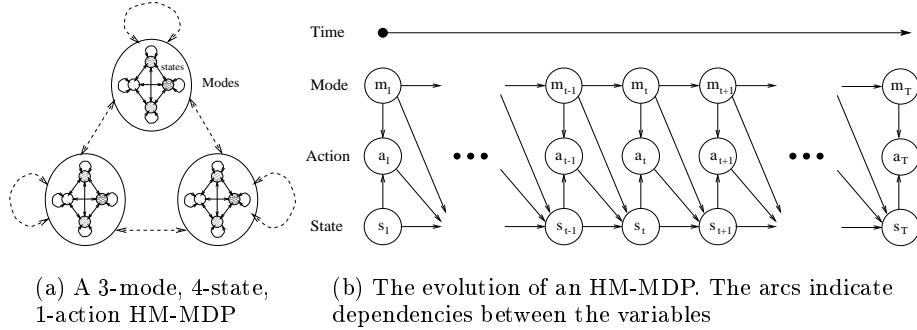 states
Modes
Time
Mode
m1 mt-1 mt mt+1 mT
Action
a1 at-1 at at+1 aT
State
s1 st-1 st st+1 sT
(a) A 3-mode, 4-state,
1-action HM-MDP
(b) The evolution of an HM-MDP. The arcs indicate
dependencies between the variables